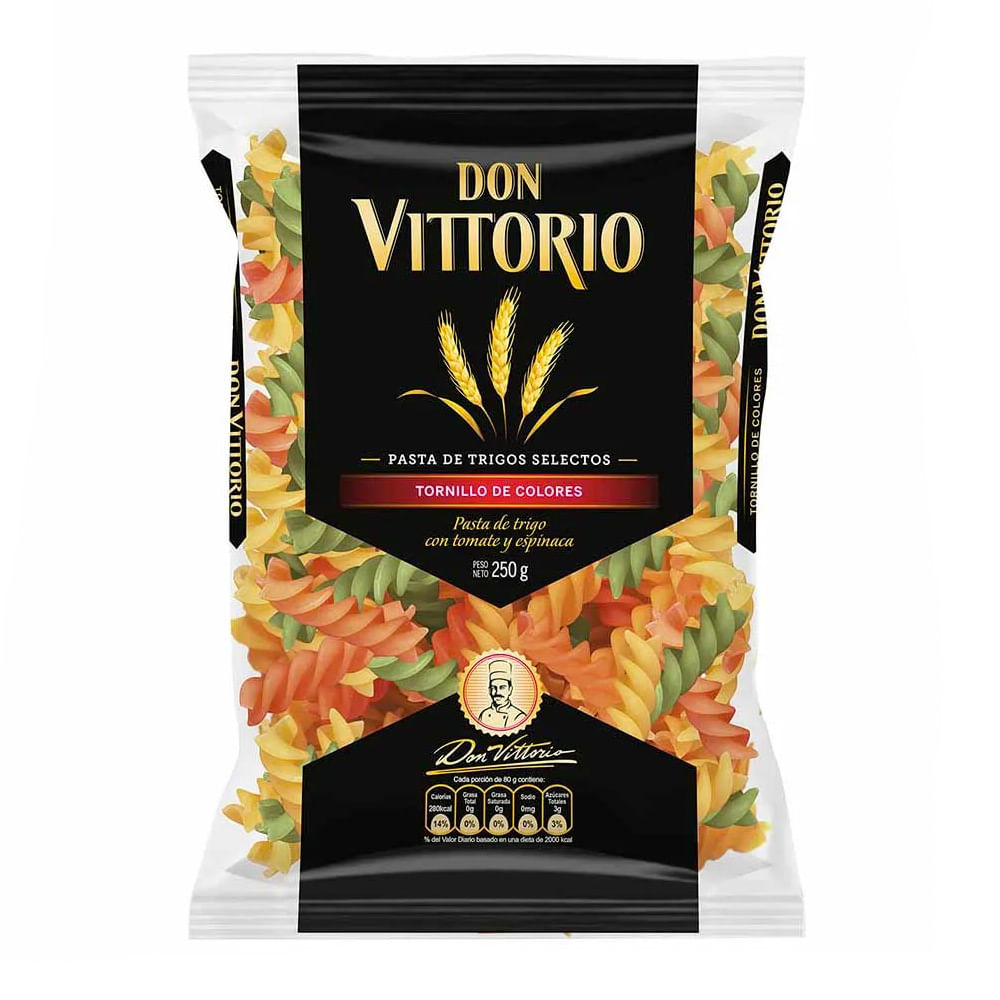 DON
VITTORIO
PASTA DE TRIGOS SELECTOS
TORNILLO DE COLORES
Pasta de trigo
con tomate y espinaca
PESO
NETO 250 g
Don Vittorio
Cada porción de 80 g contiene:
Calorías
280kcal
14%
Grasa
Total
0g
0%
Grasa
Saturada
0g
0%
Sodio
0mg
0%
Azúcares
Totales
3g
3%
% del Valor Diario basado en una dieta de 2000 kcal
TO
DON VITTORIO
DON VITTORIO
TORNILLO DE COLORES